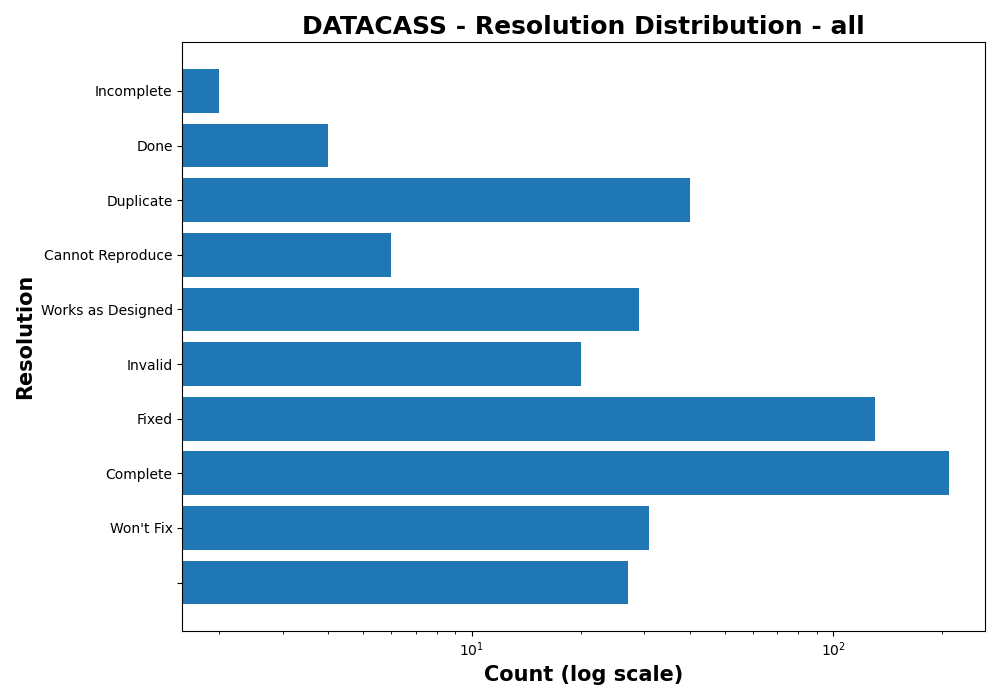 DATACASS - Resolution Distribution - all
Resolution
Incomplete
Done
Duplicate
Cannot Reproduce
Works as Designed
Invalid
Fixed
Complete
Won't Fix
10¹
10²
Count (log scale)